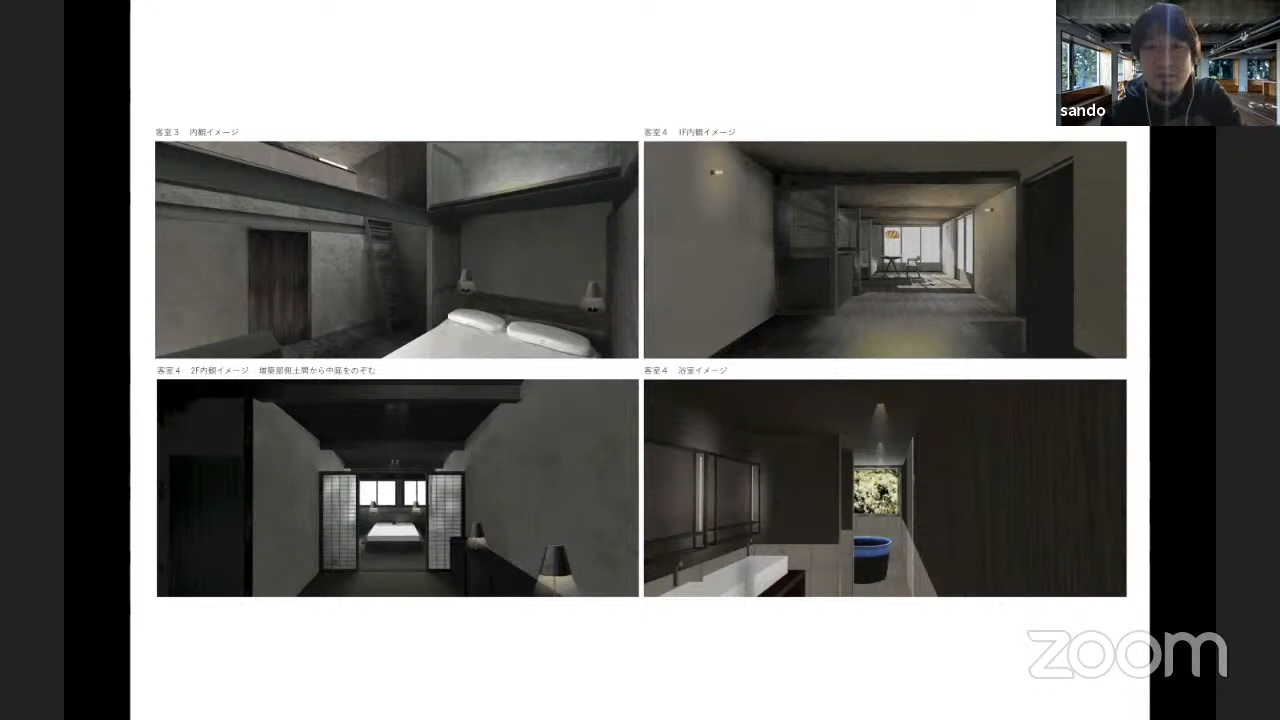 sando
客室３　内観イメージ
客室４　1F内観イメージ
客室４　2F内観イメージ　増築部側土間から中庭をのぞむ
客室４　浴室イメージ
zoom